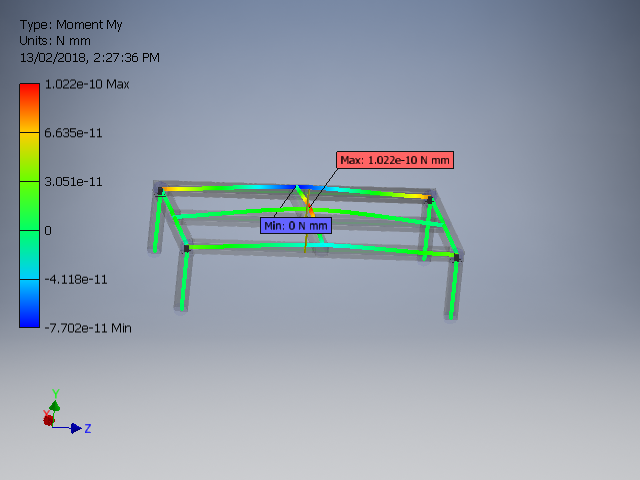 Type: Moment My
Units: N mm
13/02/2018, 2:27:36 PM
1.022e-10 Max
6.635e-11
3.051e-11
0
-4.118e-11
-7.702e-11 Min
Max: 1.022e-10 N mm
Min: 0 N mm
Y
X
Z